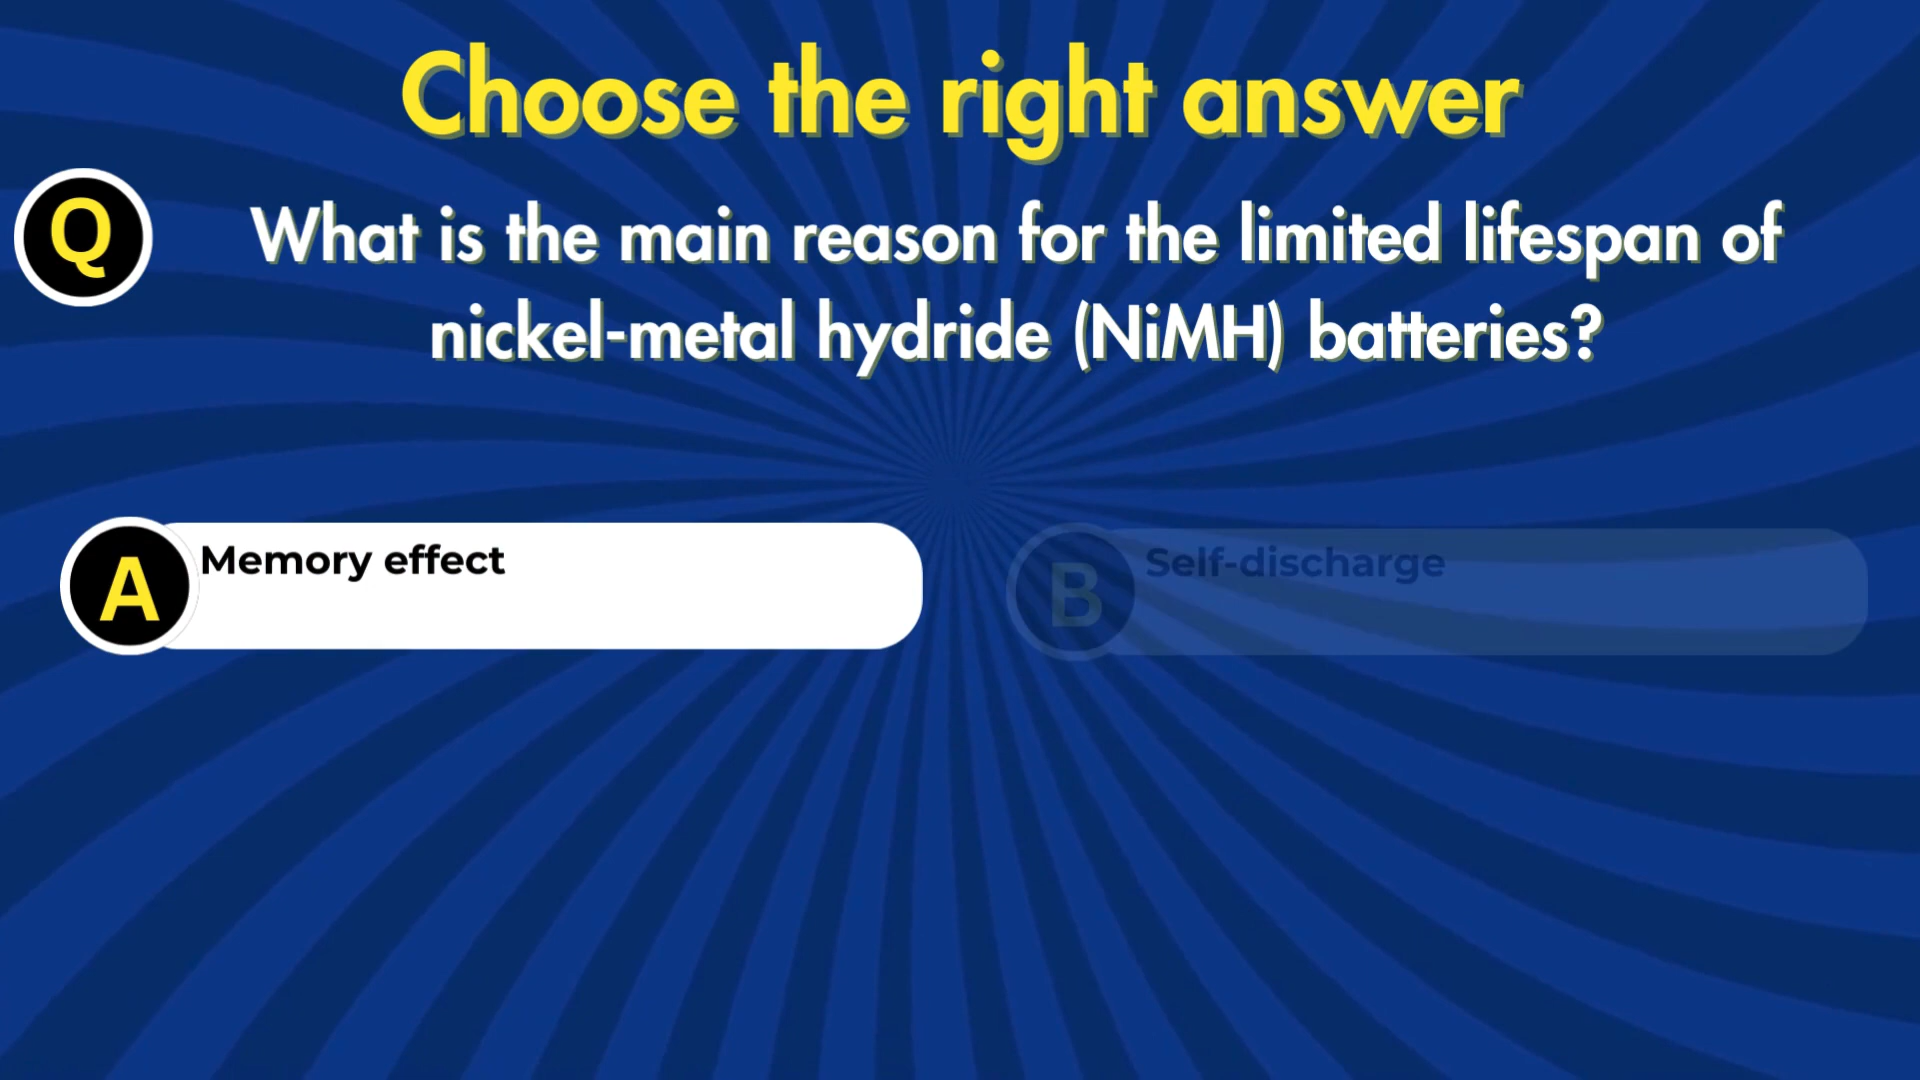 Choose the right answer
Q
What is the main reason for the limited lifespan of
nickel-metal hydride (NiMH) batteries?
A
Memory effect
B
Self-discharge